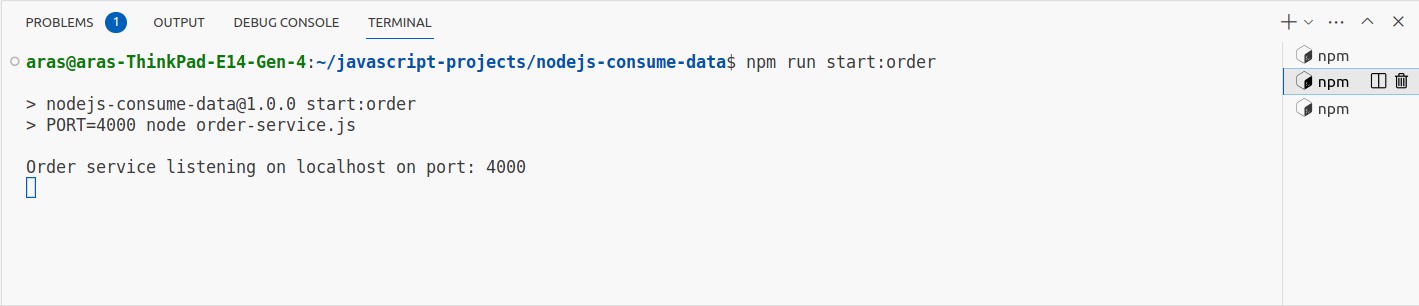 PROBLEMS 1 OUTPUT DEBUG CONSOLE TERMINAL
aras@aras-ThinkPad-E14-Gen-4:~/javascript-projects/nodejs-consume-data$ npm run start:order
> nodejs-consume-data@1.0.0 start:order
> PORT=4000 node order-service.js
Order service listening on localhost on port: 4000
npm
npm
npm